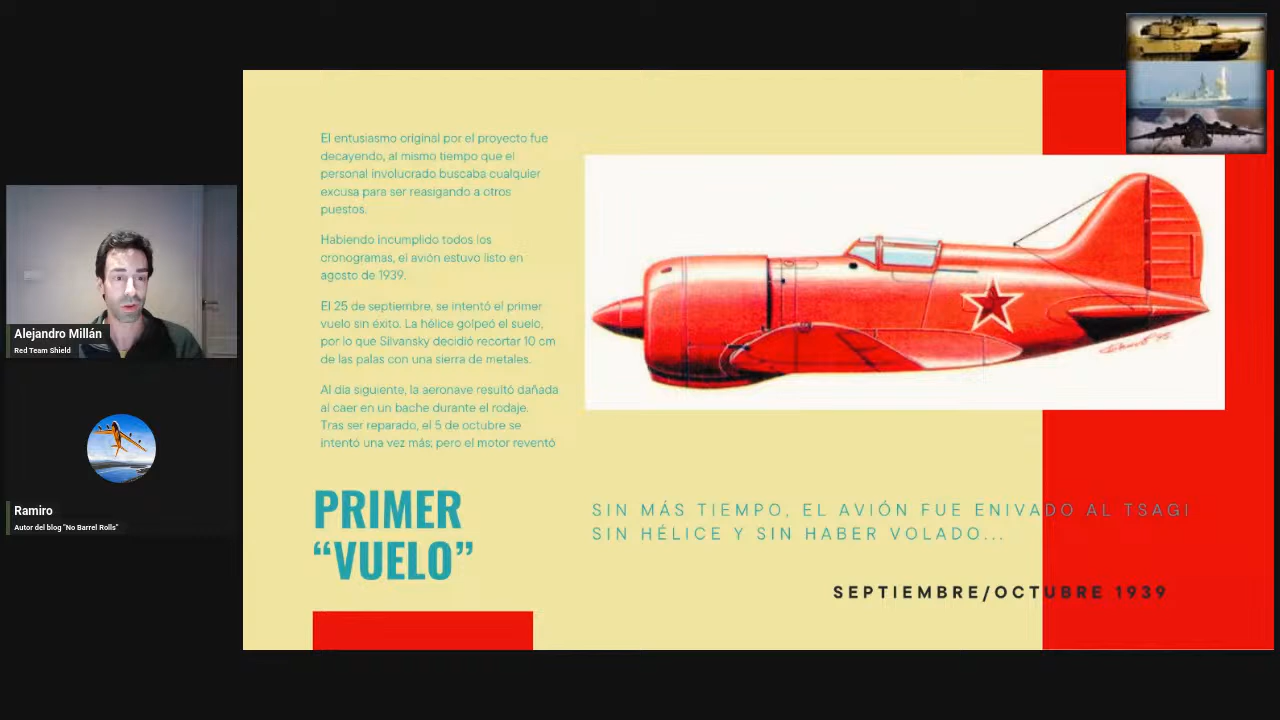 El entusiasmo original por el proyecto fue
decayendo, al mismo tiempo que el
personal involucrado buscaba cualquier
excusa para ser reasigando a otros
puestos.
Habiendo incumplido todos los
cronogramas, el avión estuvo listo en
agosto de 1939.
El 25 de septiembre, se intentó el primer
vuelo sin éxito. La hélice golpeó el suelo,
por lo que Silvansky decidió recortar 10 cm
de las palas con una sierra de metales.
Al día siguiente, la aeronave resultó dañada
al caer en un bache durante el rodaje.
Tras ser reparado, el 5 de octubre se
intentó una vez más; pero el motor reventó
PRIMER
“VUELO”
SIN MÁS TIEMPO, EL AVIÓN FUE ENIVADO AL TSAGI
SIN HÉLICE Y SIN HABER VOLADO...
SEPTIEMBRE/OCTUBRE 1939
Alejandro Millán
Red Team Shield
Ramiro
Autor del blog "No Barrel Rolls"